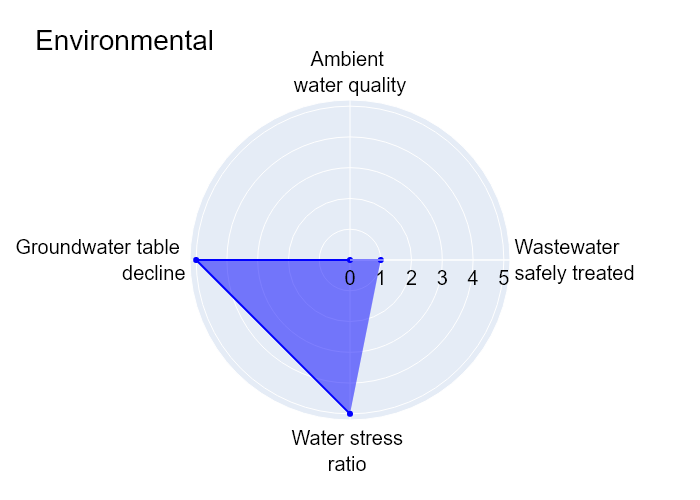 Environmental
Ambient
water quality
Groundwater table
decline
Wastewater
safely treated
0 1 2 3 4 5
Water stress
ratio